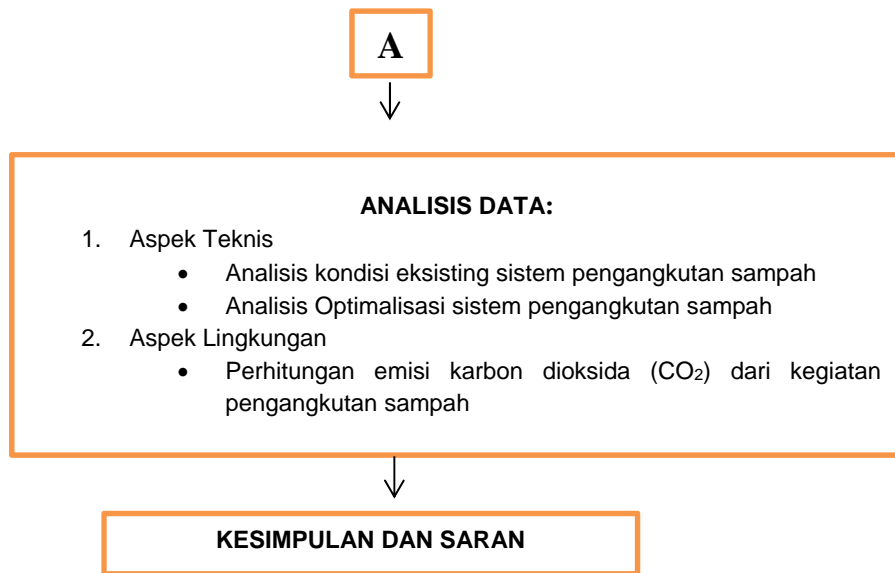 A
ANALISIS DATA:
1. Aspek Teknis
• Analisis kondisi eksisting sistem pengangkutan sampah
• Analisis Optimalisasi sistem pengangkutan sampah
2. Aspek Lingkungan
• Perhitungan emisi karbon dioksida (CO₂) dari kegiatan
pengangkutan sampah
KESIMPULAN DAN SARAN